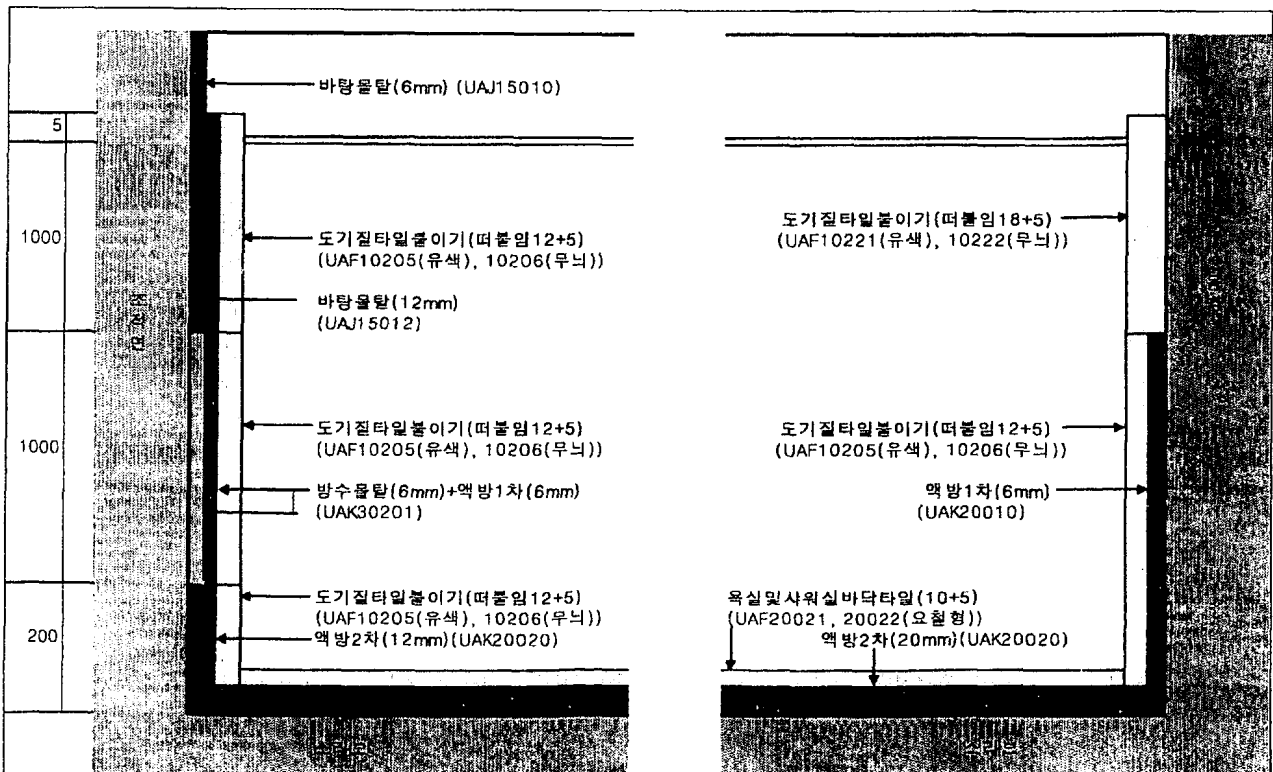 바탕몰탈(6mm) (UAJ15010)
5
1000
도기질타일붙이기(떠붙임12+5)
(UAF10205(유색), 10206(무늬))
바탕몰탈(12mm)
(UAJ15012)
도기질타일붙이기(떠붙임18+5)
(UAF10221(유색), 10222(무늬))
1000
도기질타일붙이기(떠붙임12+5)
(UAF10205(유색), 10206(무늬))
방수몰탈(6mm)+액방1차(6mm)
(UAK30201)
도기질타일붙이기(떠붙임12+5)
(UAF10205(유색), 10206(무늬))
액방1차(6mm)
(UAK20010)
200
도기질타일붙이기(떠붙임12+5)
(UAF10205(유색), 10206(무늬))
액방2차(12mm)(UAK20020)
욕실및샤워실바닥타일(10+5)
(UAF20021, 20022(요철형))
액방2차(20mm)(UAK20020)